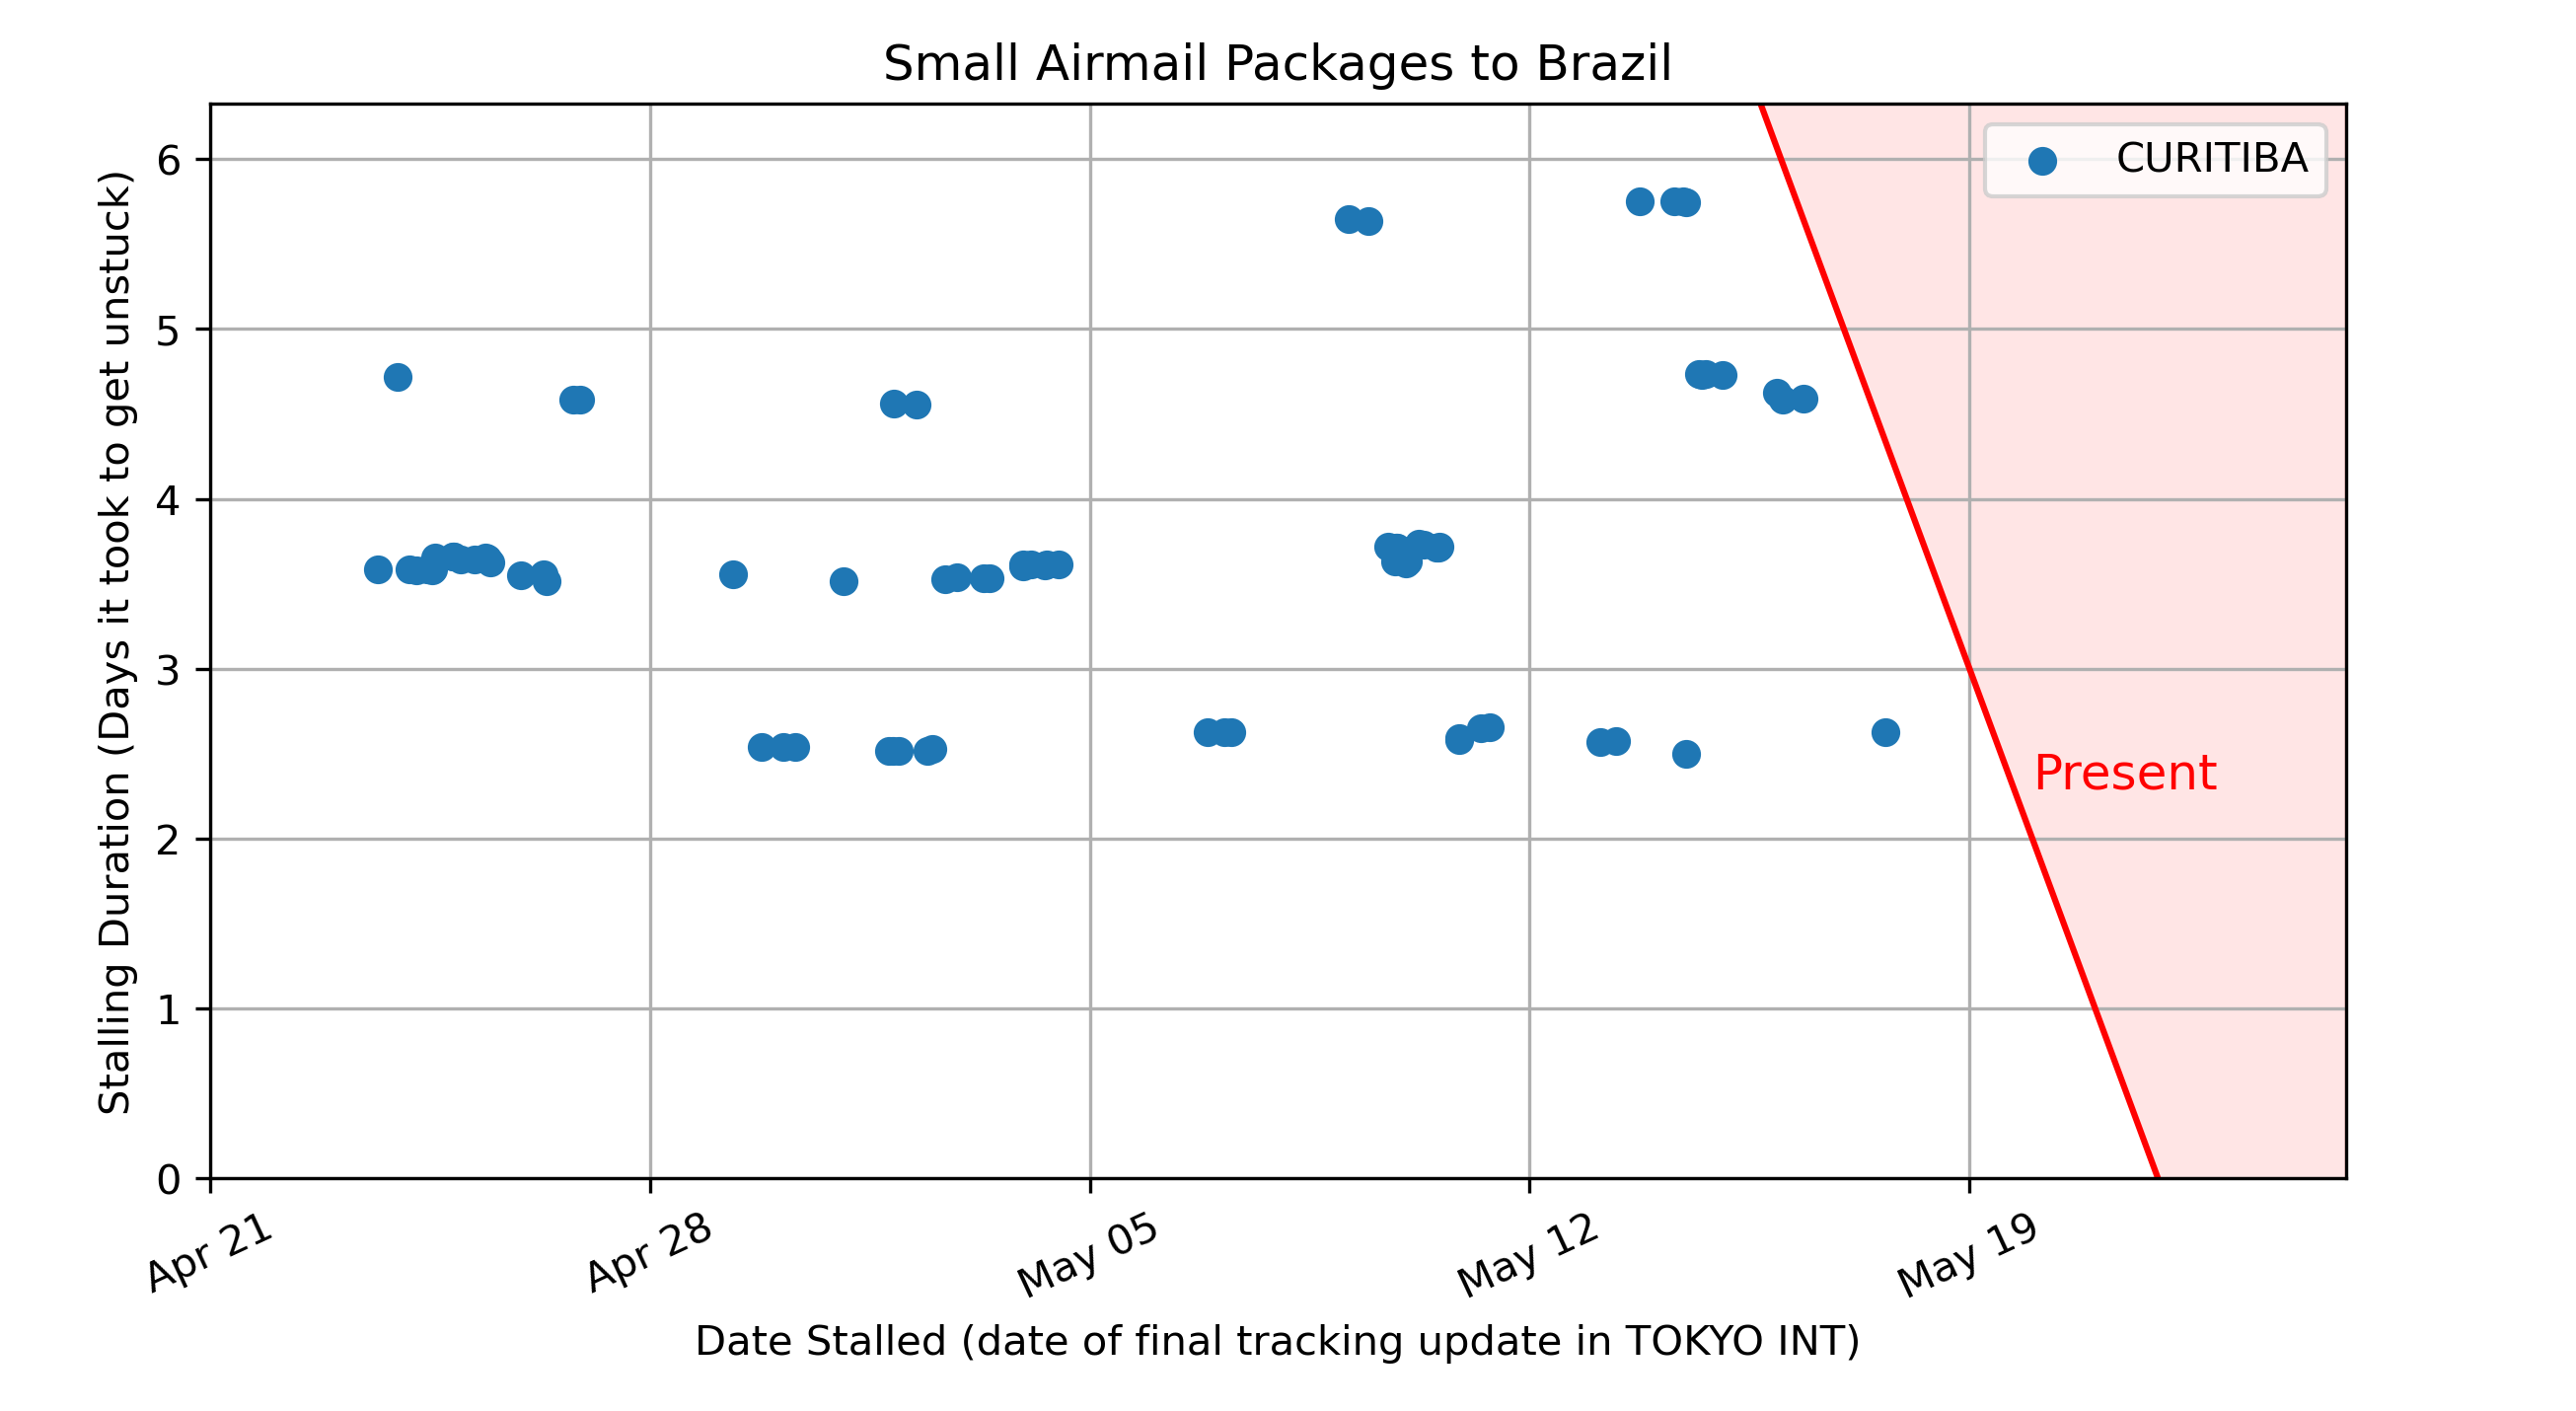 Small Airmail Packages to Brazil
CURITIBA
Stalling Duration (Days it took to get unstuck)
6
5
4
3
2
1
0
Present
Apr 21
Apr 28
May 05
May 12
May 19
Date Stalled (date of final tracking update in TOKYO INT)